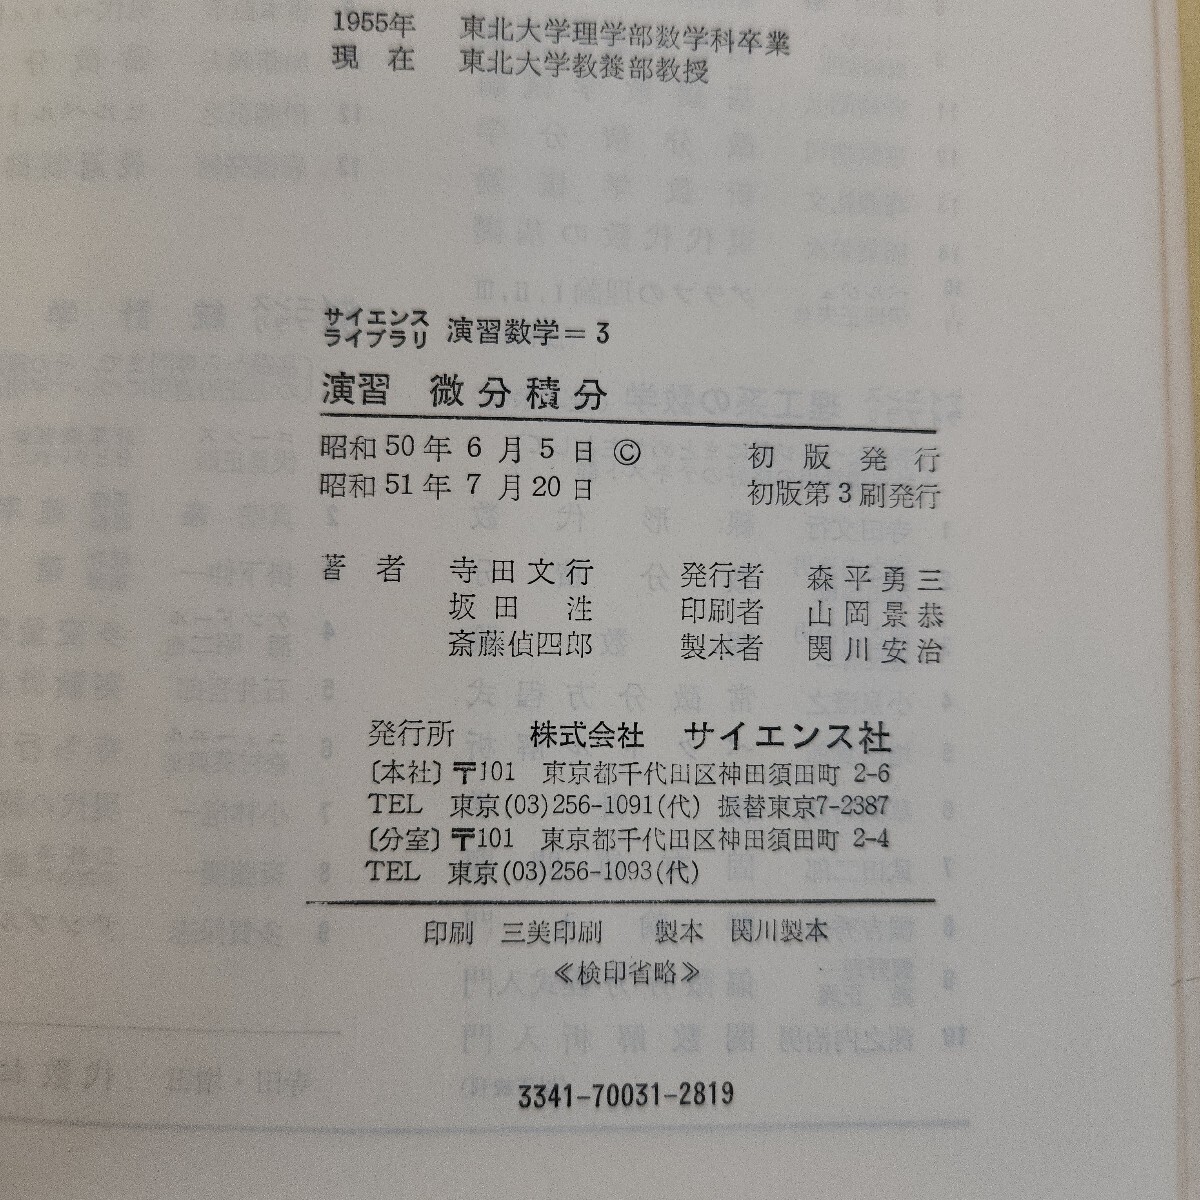 1955年 東北大学理学部数学科卒業
現在 東北大学教養部教授
サイエンス
ライブラリ 演習数学＝3
演習 微分積分
昭和50年6月5日 © 初版発行
昭和51年7月20日 初版第3刷発行
著者 寺田文行 発行者 森平勇三
坂田 泩 印刷者 山岡景恭
斎藤偵四郎 製本者 関川安治
発行所 株式会社 サイエンス社
〔本社〕〒101 東京都千代田区神田須田町 2-6
TEL 東京(03)256-1091(代) 振替東京7-2387
〔分室〕〒101 東京都千代田区神田須田町 2-4
TEL 東京(03)256-1093(代)
印刷 三美印刷 製本 関川製本
≪検印省略≫
3341-70031-2819